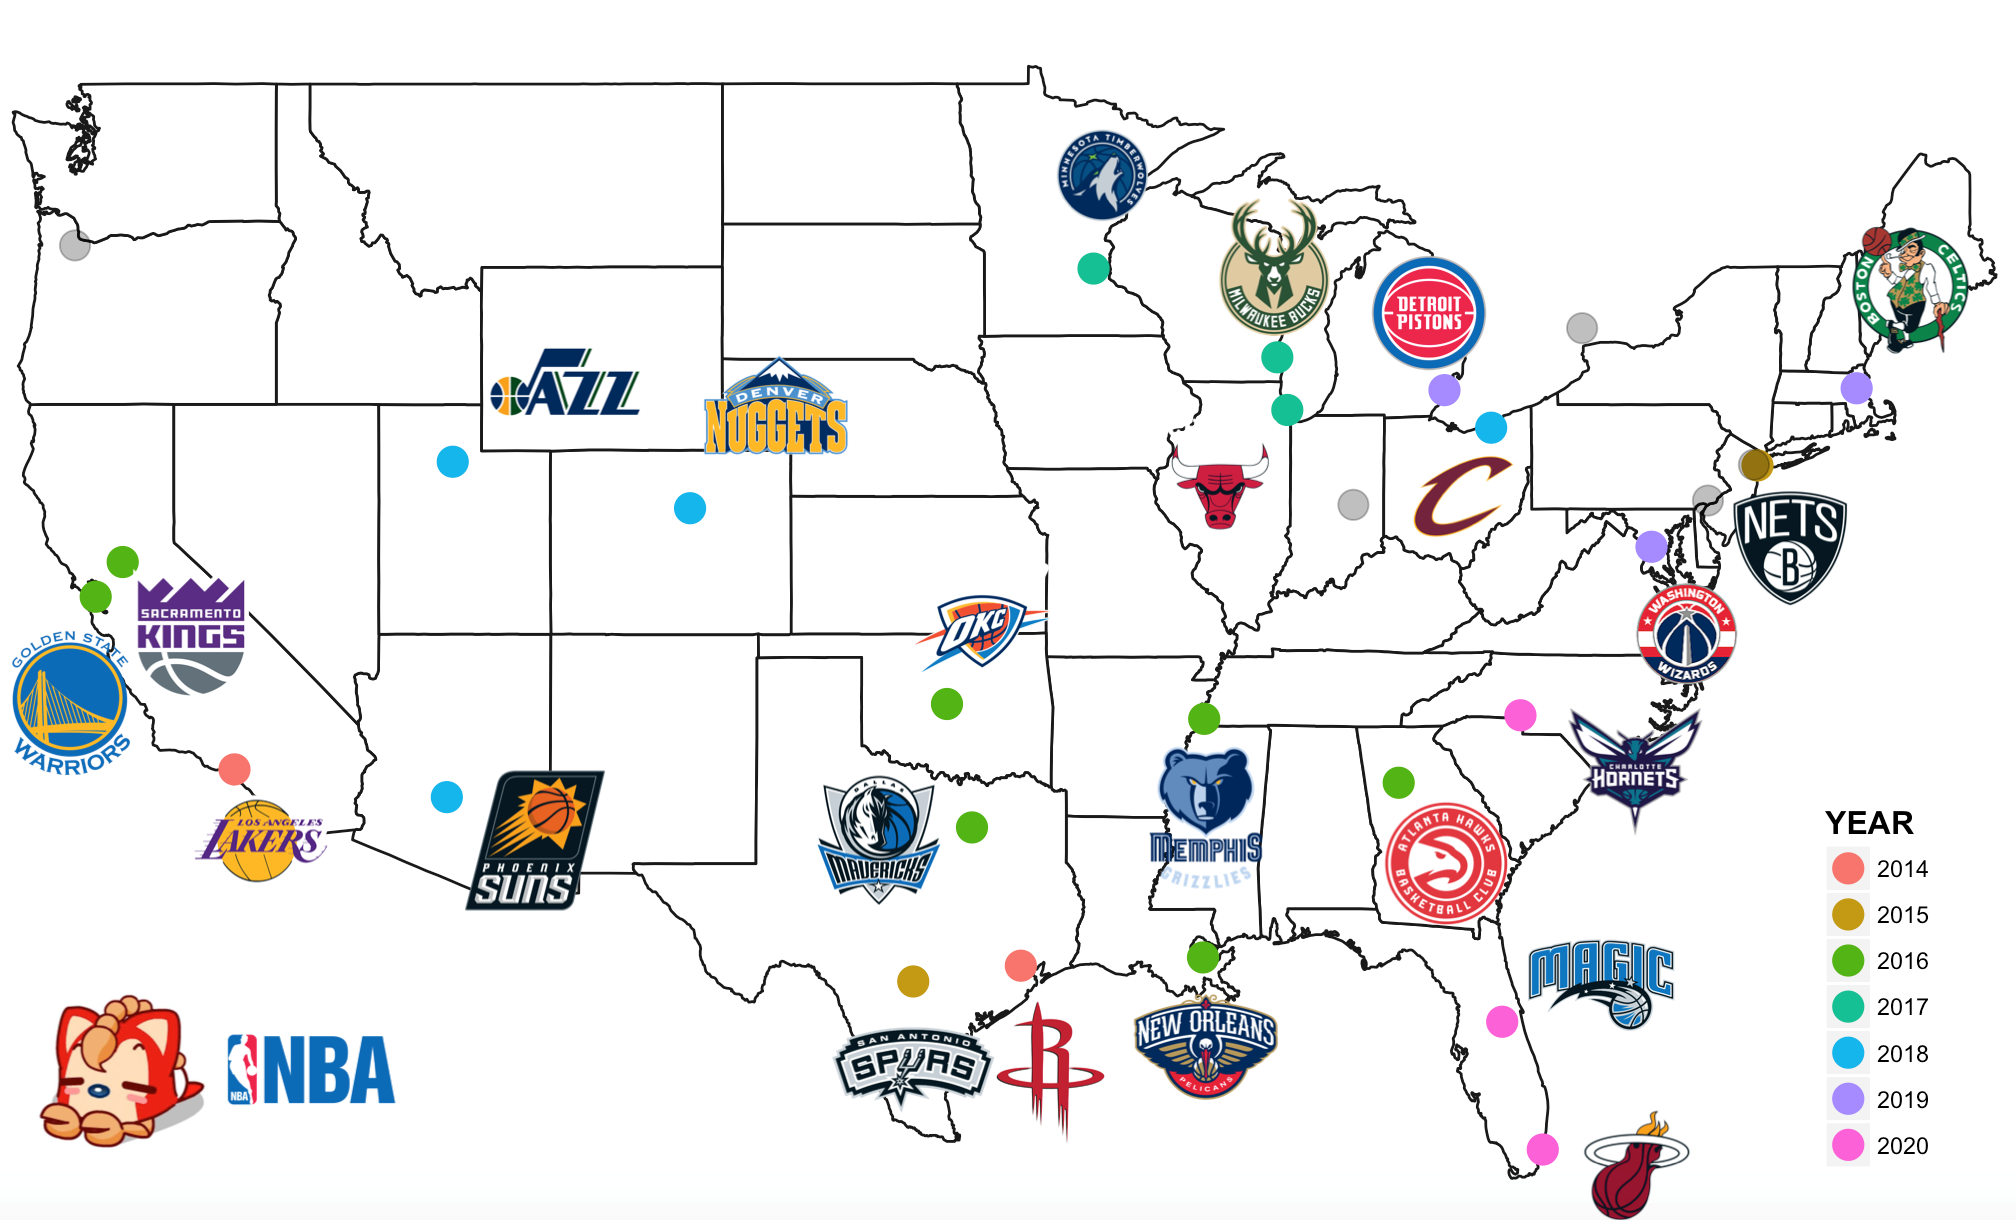 MINNESOTA TIMBERWOLVES
MILWAUKEE BUCKS
DETROIT
PISTONS
BOSTON CELTICS
JAZZ
DENVER
NUGGETS
C
NETS
B
SACRAMENTO
KINGS
GOLDEN STATE
WARRIORS
OKC
WASHINGTON
WIZARDS
LOS ANGELES
LAKERS
PHOENIX
SUNS
DALLAS
MAVERICKS
MEMPHIS
GRIZZLIES
ATLANTA HAWKS
BASKETBALL CLUB
CHARLOTTE
HORNETS
MAGIC
SAN ANTONIO
SPURS
R
NEW ORLEANS
PELICANS
NBA
NBA
YEAR
2014
2015
2016
2017
2018
2019
2020